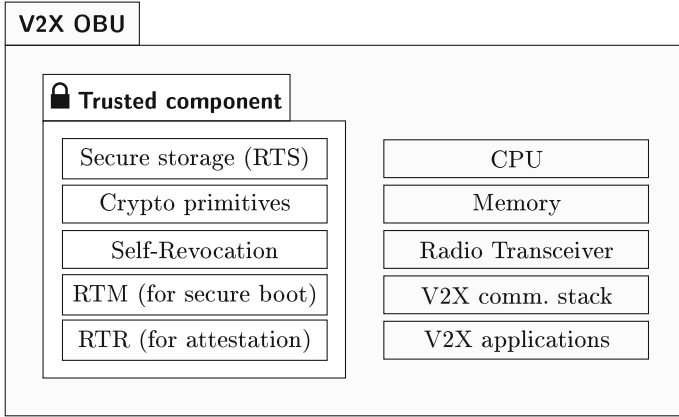 V2X OBU
Trusted component
Secure storage (RTS)
Crypto primitives
Self-Revocation
RTM (for secure boot)
RTR (for attestation)
CPU
Memory
Radio Transceiver
V2X comm. stack
V2X applications